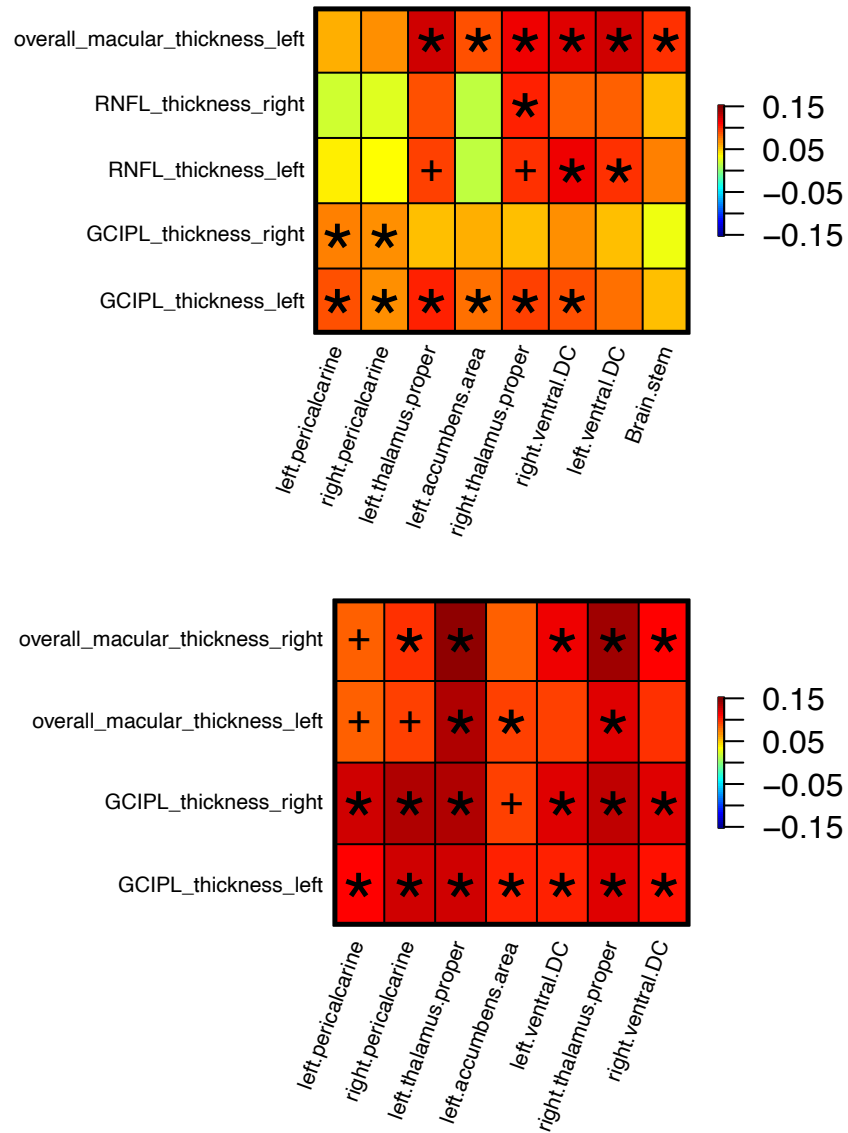 overall_macular_thickness_left
* * * * * *
RNFL_thickness_right
*
RNFL_thickness_left
+ + * *
GCIPL_thickness_right
* *
GCIPL_thickness_left
* * * * * *
left.pericalcarine
right.pericalcarine
left.thalamus.proper
left.accumbens.area
right.thalamus.proper
right.ventral.DC
left.ventral.DC
Brain.stem
0.15
0.05
−0.05
−0.15
overall_macular_thickness_right
+ * * * * *
overall_macular_thickness_left
+ + * * *
GCIPL_thickness_right
* * * + * * *
GCIPL_thickness_left
* * * * * * *
left.pericalcarine
right.pericalcarine
left.thalamus.proper
left.accumbens.area
left.ventral.DC
right.thalamus.proper
right.ventral.DC
0.15
0.05
−0.05
−0.15